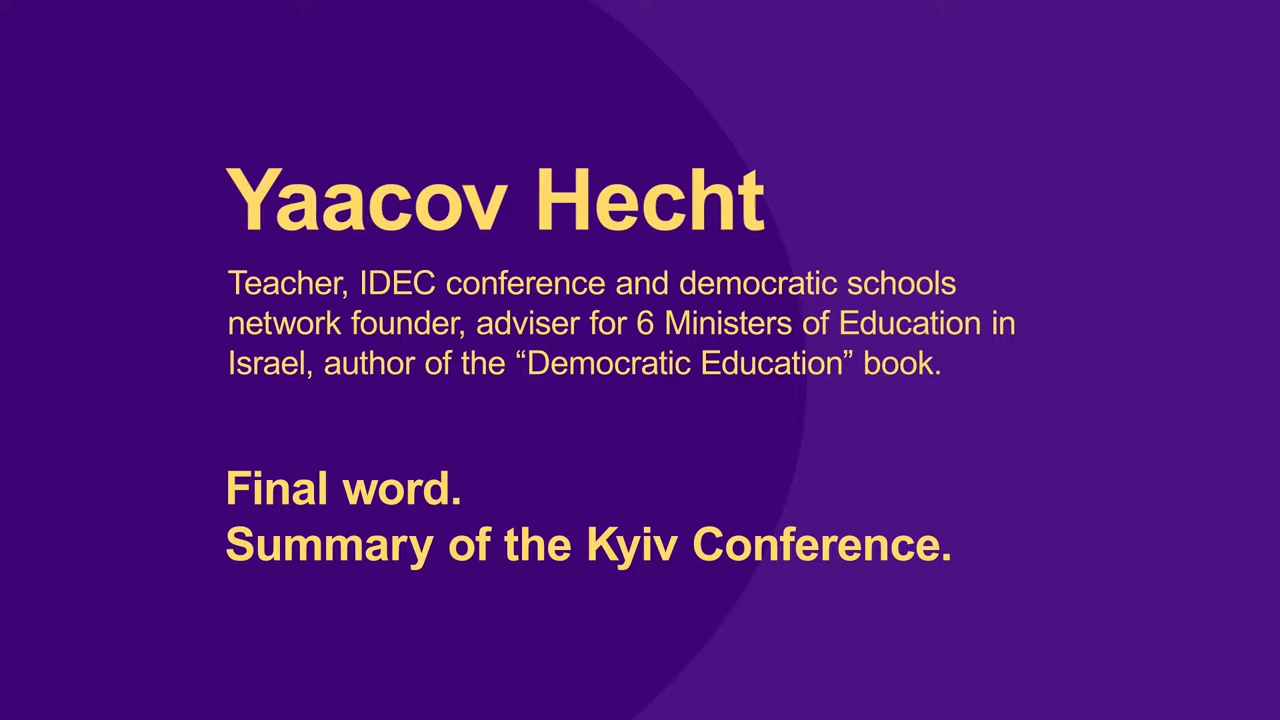 Yaacov Hecht
Teacher, IDEC conference and democratic schools
network founder, adviser for 6 Ministers of Education in
Israel, author of the “Democratic Education” book.
Final word.
Summary of the Kyiv Conference.